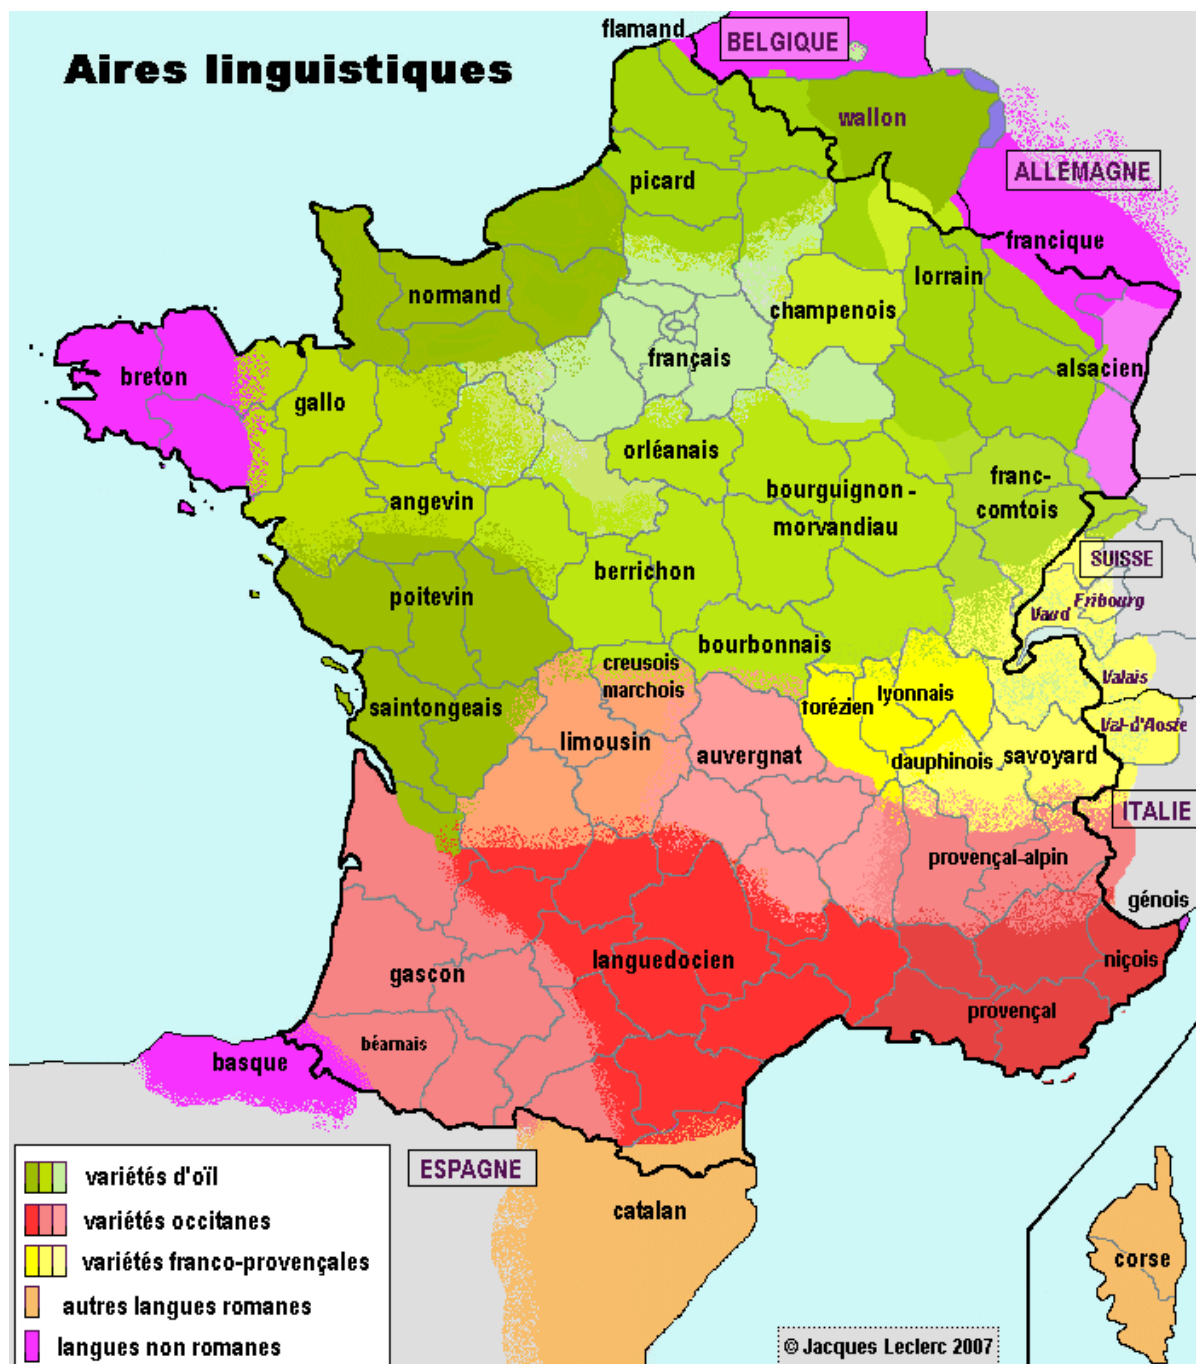 flamand
BELGIQUE
Aires linguistiques
wallon
ALLEMAGNE
picard
francique
lorrain
normand
champenois
français
alsacien
breton
gallo
orléanais
franc-
comtois
bourguignon -
morvandiau
angevin
SUISSE
berrichon
poitevin
Fribourg
Vaud
bourbonnais
creusois
marchois
Valais
lyonnais
forézien
saintongeais
Val-d'Aoste
limousin
auvergnat
savoyard
dauphinois
ITALIE
provençal-alpin
génois
languedocien
niçois
gascon
provençal
béarnais
basque
ESPAGNE
variétés d'oïl
variétés occitanes
variétés franco-provençales
autres langues romanes
langues non romanes
catalan
corse
© Jacques Leclerc 2007